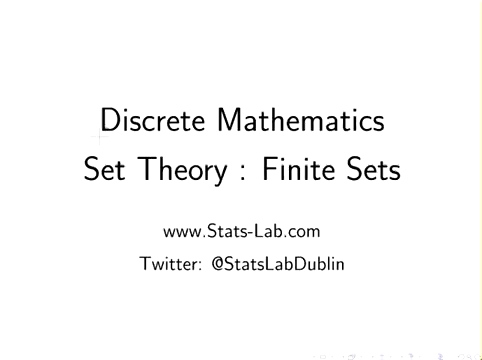 Discrete Mathematics
Set Theory : Finite Sets
www.Stats-Lab.com
Twitter: @StatsLabDublin